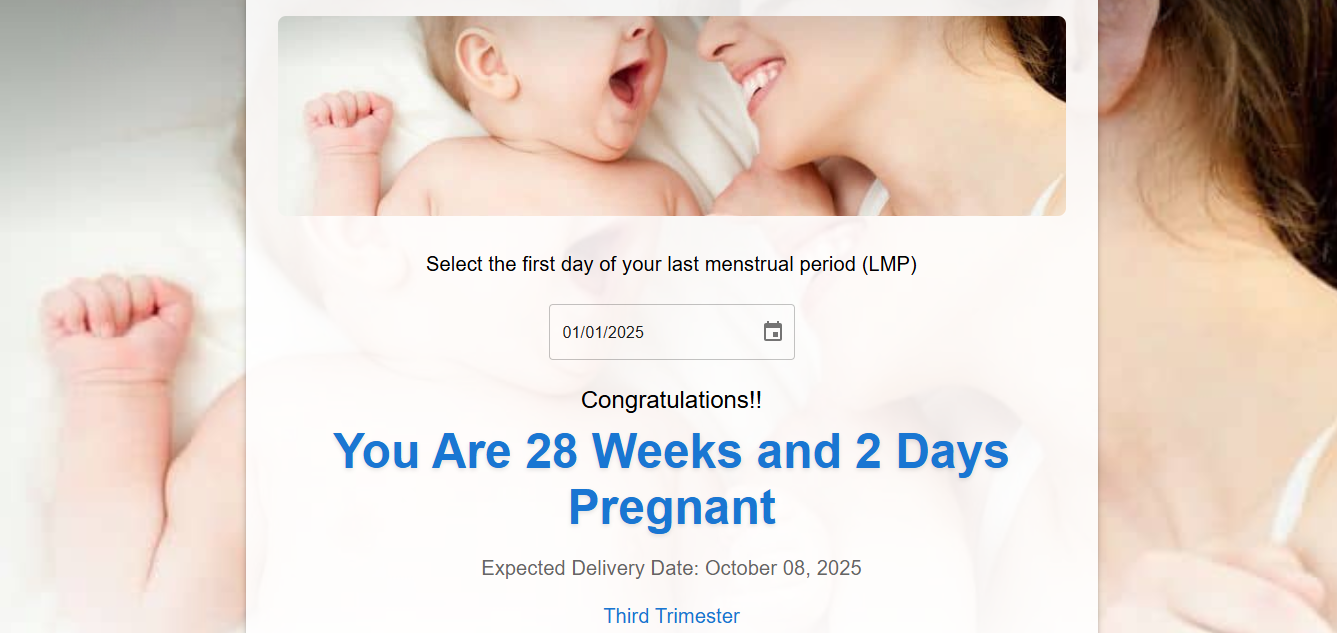 Select the first day of your last menstrual period (LMP)
01/01/2025
Congratulations!!
You Are 28 Weeks and 2 Days
Pregnant
Expected Delivery Date: October 08, 2025
Third Trimester